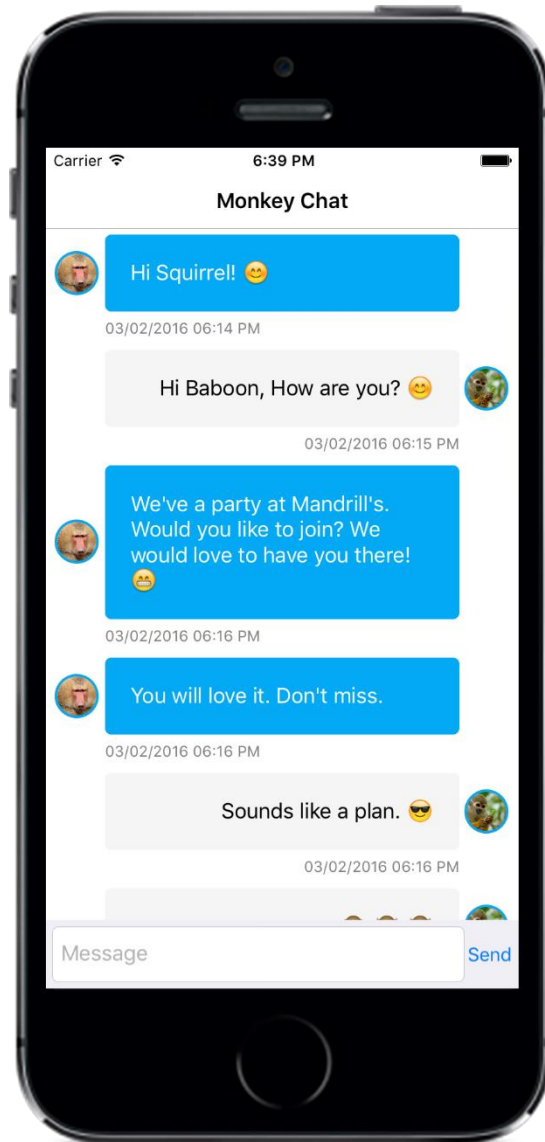 Carrier
6:39 PM
Monkey Chat
Hi Squirrel! 😊
03/02/2016 06:14 PM
Hi Baboon, How are you? 😊
03/02/2016 06:15 PM
We've a party at Mandrill's.
Would you like to join? We
would love to have you there!
😁
03/02/2016 06:16 PM
You will love it. Don't miss.
03/02/2016 06:16 PM
Sounds like a plan. 😎
03/02/2016 06:16 PM
Message
Send